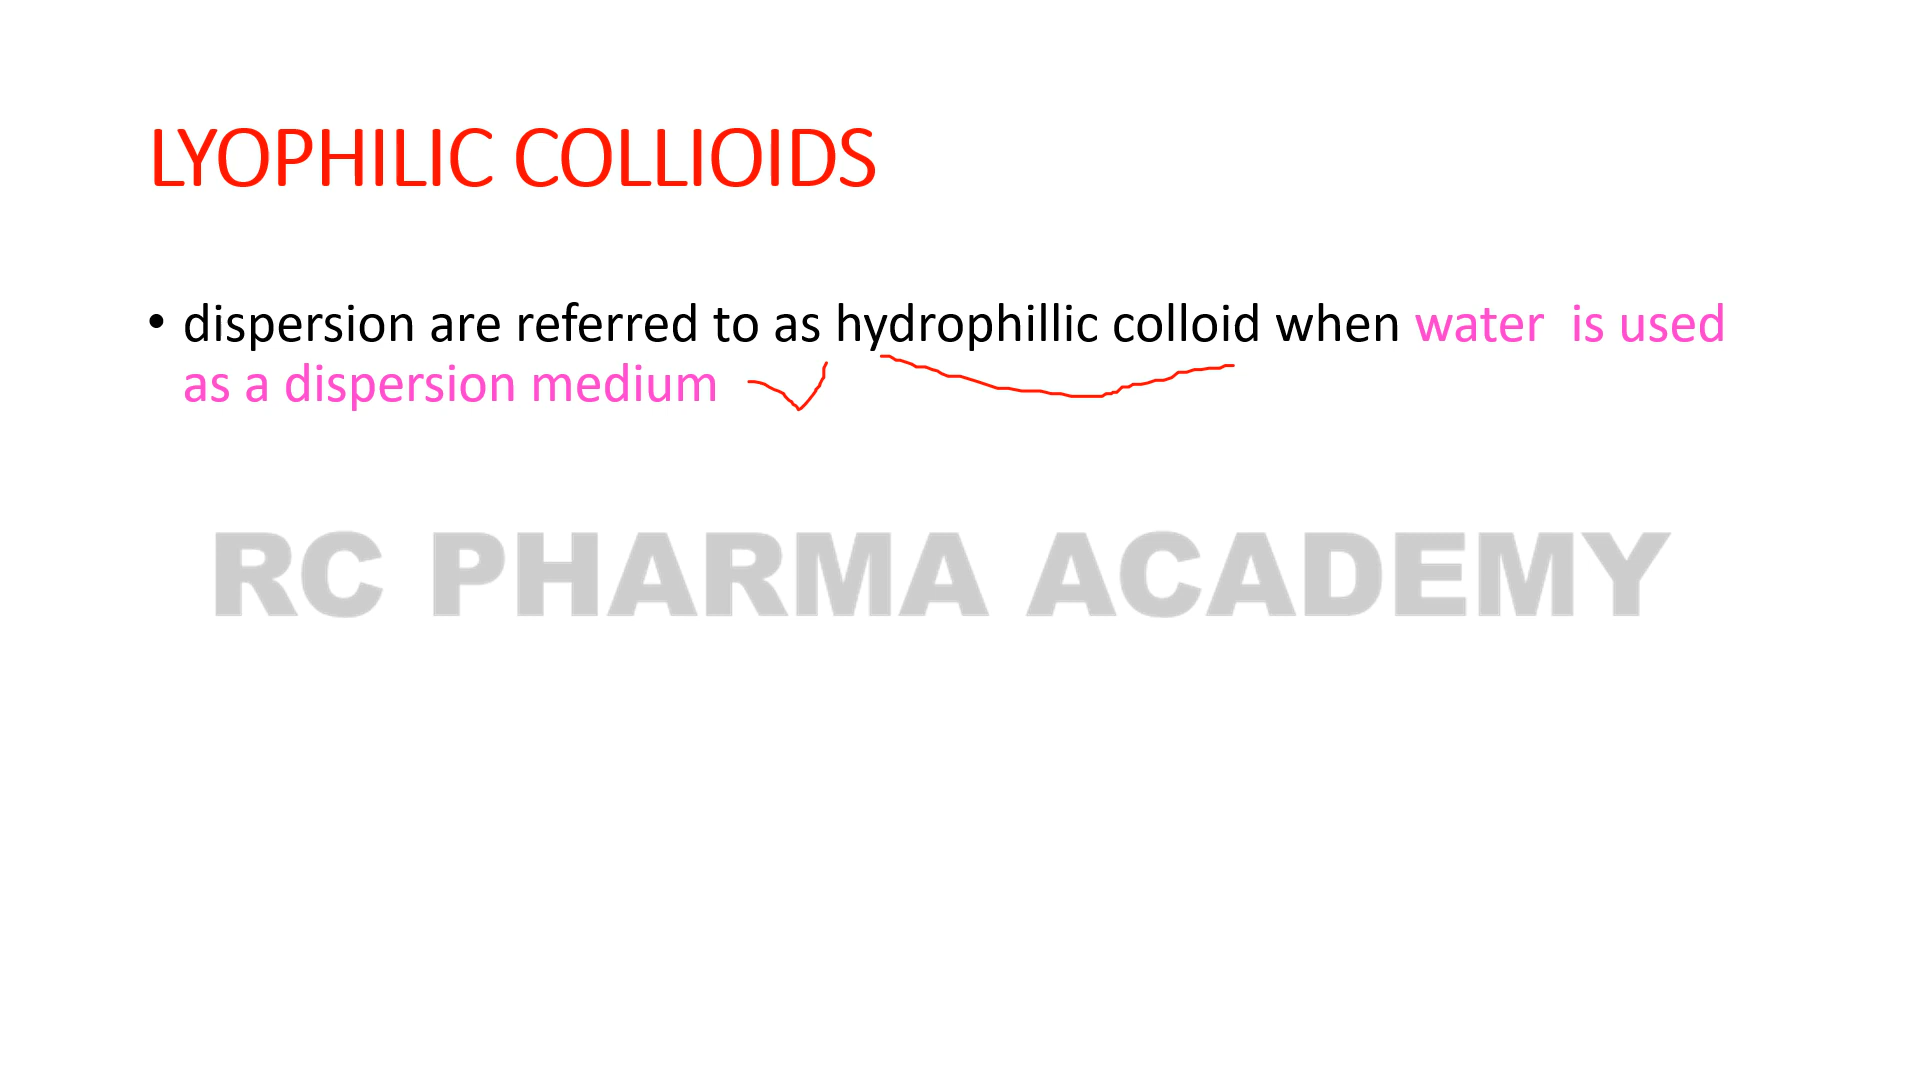 LYOPHILIC COLLIOIDS
• dispersion are referred to as hydrophillic colloid when water  is used
as a dispersion medium
RC PHARMA ACADEMY